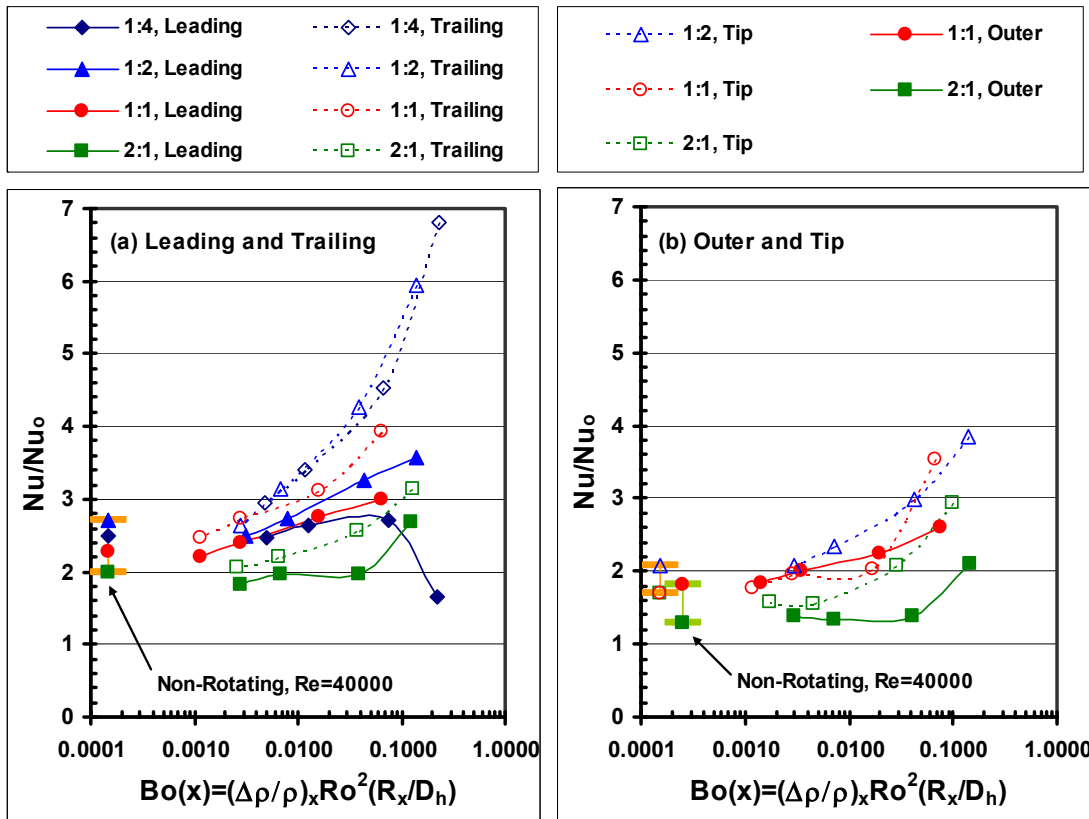 1:4, Leading 1:4, Trailing
1:2, Leading 1:2, Trailing
1:1, Leading 1:1, Trailing
2:1, Leading 2:1, Trailing
1:2, Tip 1:1, Outer
1:1, Tip 2:1, Outer
2:1, Tip
(a) Leading and Trailing
Nu/Nuo
7
6
5
4
3
2
1
0
Non-Rotating, Re=40000
0.0001 0.0010 0.0100 0.1000 1.0000
Bo(x)=(Δρ/ρ)ₓRo²(Rₓ/Dₕ)
(b) Outer and Tip
Nu/Nuo
7
6
5
4
3
2
1
0
Non-Rotating, Re=40000
0.0001 0.0010 0.0100 0.1000 1.0000
Bo(x)=(Δρ/ρ)ₓRo²(Rₓ/Dₕ)